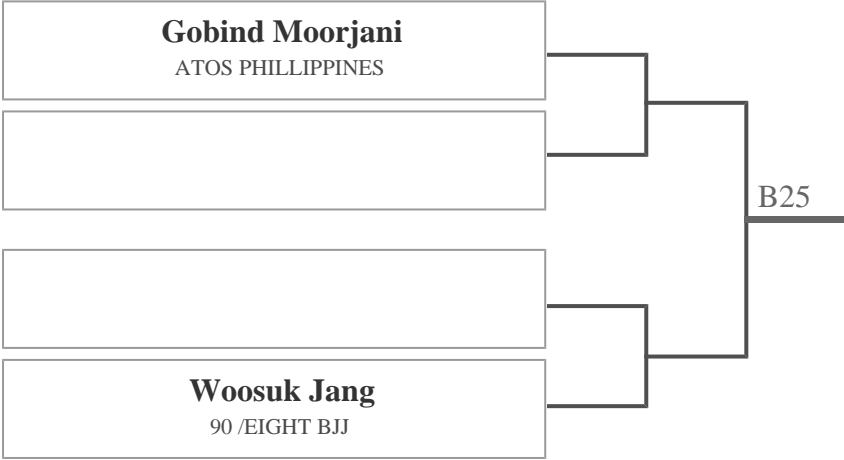 Gobind Moorjani
ATOS PHILLIPPINES
B25
Woosuk Jang
90 /EIGHT BJJ